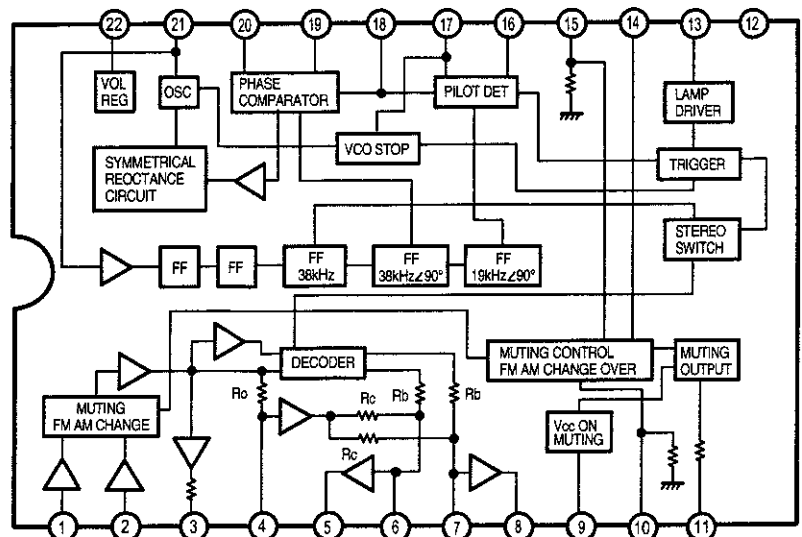 22
21
20
19
18
17
16
15
14
13
12
VOL
REG
OSC
PHASE
COMPARATOR
PILOT DET
LAMP
DRIVER
VCO STOP
TRIGGER
SYMMETRICAL
REOCTANCE
CIRCUIT
STEREO
SWITCH
FF
FF
FF
38kHz
FF
38kHz∠90°
FF
19kHz∠90°
DECODER
MUTING CONTROL
FM AM CHANGE OVER
MUTING
OUTPUT
Rc
Rc
Rb
Rb
MUTING
FM AM CHANGE
Vcc ON
MUTING
Rc
1
2
3
4
5
6
7
8
9
10
11